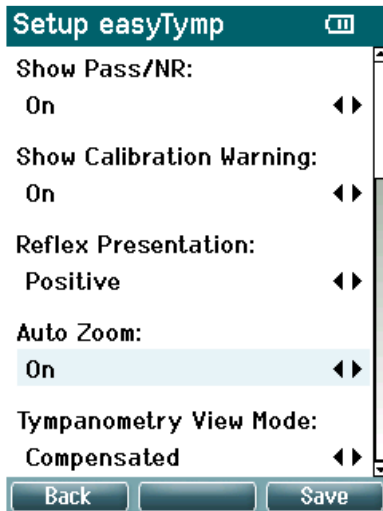 Setup easyTymp
Show Pass/NR:
On
Show Calibration Warning:
On
Reflex Presentation:
Positive
Auto Zoom:
On
Tympanometry View Mode:
Compensated
Back Save